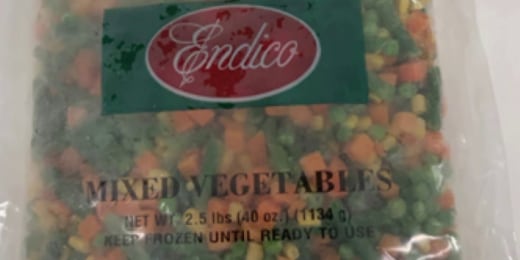 Endico
MIXED VEGETABLES
NET WT. 2.5 lbs (40 oz.) (1134 g)
KEEP FROZEN UNTIL READY TO USE